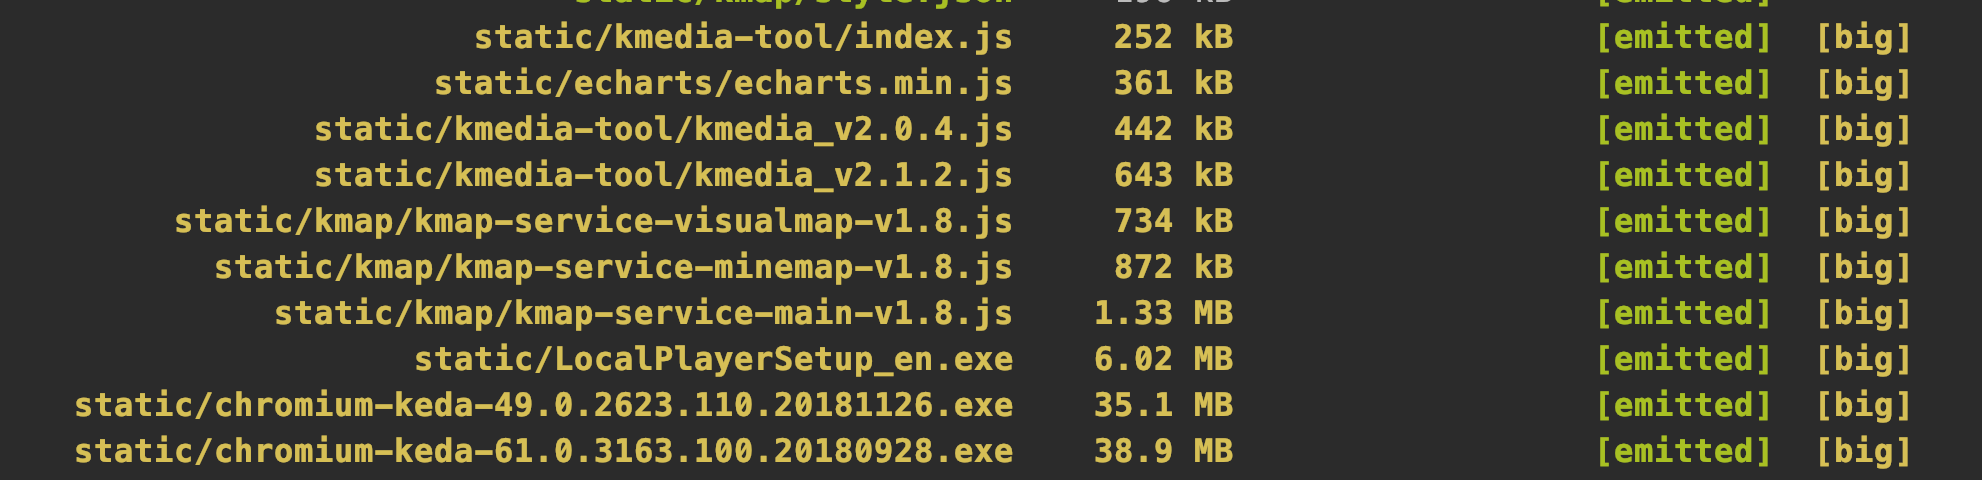 static/kmap/style.json 196 kB [emitted]
static/kmedia-tool/index.js 252 kB [emitted] [big]
static/echarts/echarts.min.js 361 kB [emitted] [big]
static/kmedia-tool/kmedia_v2.0.4.js 442 kB [emitted] [big]
static/kmedia-tool/kmedia_v2.1.2.js 643 kB [emitted] [big]
static/kmap/kmap-service-visualmap-v1.8.js 734 kB [emitted] [big]
static/kmap/kmap-service-minemap-v1.8.js 872 kB [emitted] [big]
static/kmap/kmap-service-main-v1.8.js 1.33 MB [emitted] [big]
static/LocalPlayerSetup_en.exe 6.02 MB [emitted] [big]
static/chromium-keda-49.0.2623.110.20181126.exe 35.1 MB [emitted] [big]
static/chromium-keda-61.0.3163.100.20180928.exe 38.9 MB [emitted] [big]